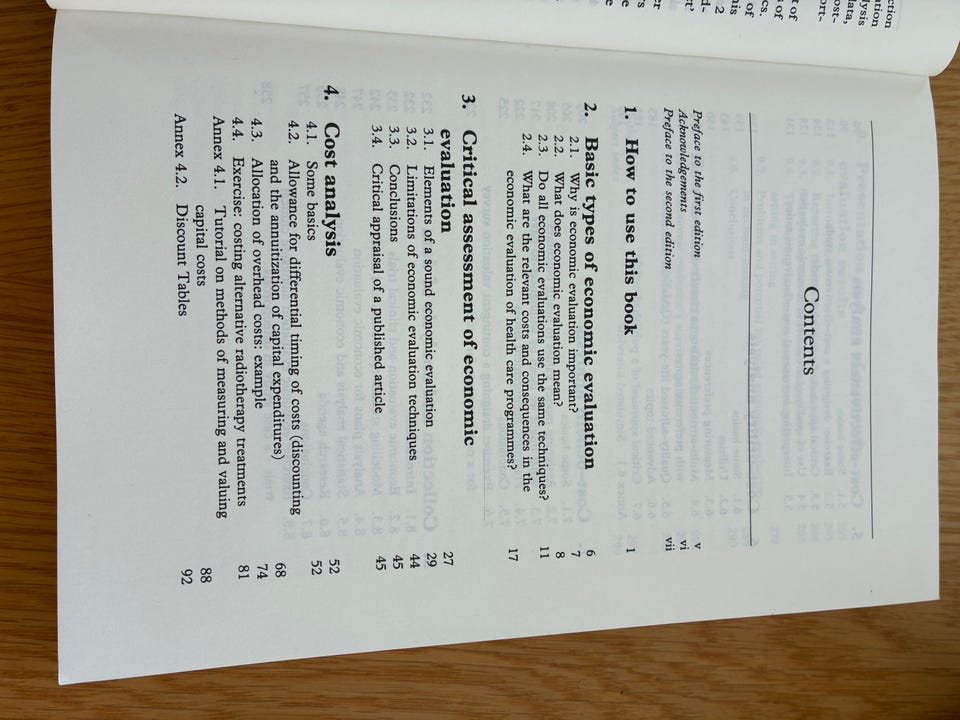 Contents
Preface to the first edition v
Acknowledgements vi
Preface to the second edition vii
1. How to use this book 1
2. Basic types of economic evaluation 6
2.1. Why is economic evaluation important? 7
2.2. What does economic evaluation mean? 8
2.3. Do all economic evaluations use the same techniques? 11
2.4. What are the relevant costs and consequences in the
economic evaluation of health care programmes? 17
3. Critical assessment of economic
evaluation 27
3.1. Elements of a sound economic evaluation 29
3.2. Limitations of economic evaluation techniques 44
3.3. Conclusions 45
3.4. Critical appraisal of a published article 45
4. Cost analysis 52
4.1. Some basics 52
4.2. Allowance for differential timing of costs (discounting
and the annuitization of capital expenditures) 68
4.3. Allocation of overhead costs: example 74
4.4. Exercise: costing alternative radiotherapy treatments 81
Annex 4.1. Tutorial on methods of measuring and valuing
capital costs 88
Annex 4.2. Discount Tables 92